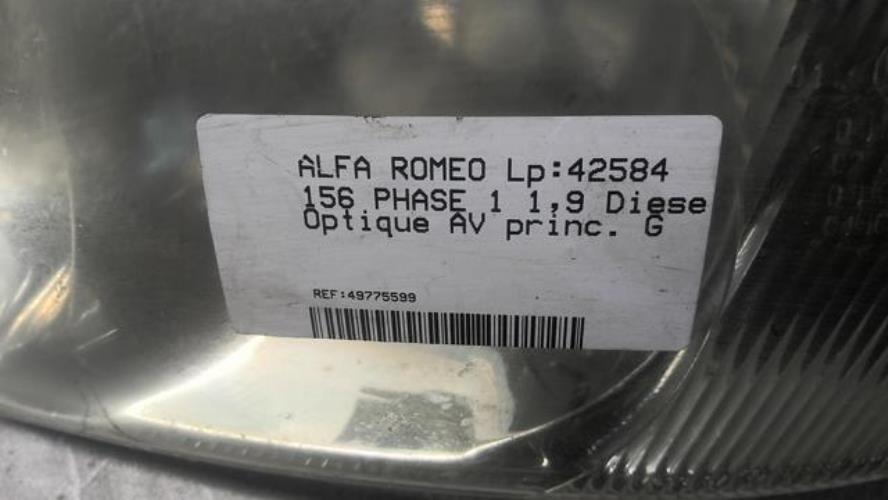 ALFA ROMEO Lp:42584
156 PHASE 1 1,9 Diese
Optique AV princ. G
REF:49775599